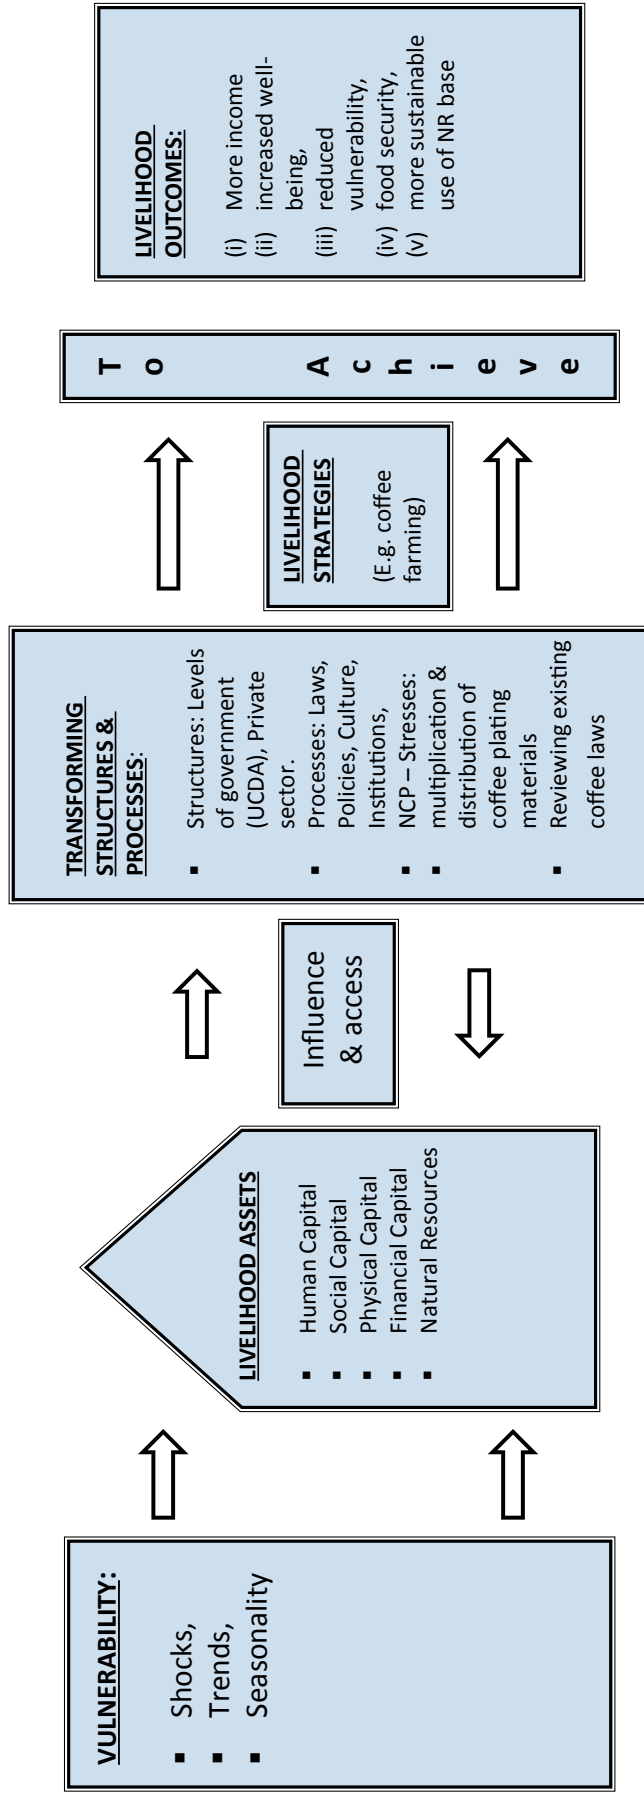 VULNERABILITY:
▪ Shocks,
▪ Trends,
▪ Seasonality
LIVELIHOOD ASSETS
▪ Human Capital
▪ Social Capital
▪ Physical Capital
▪ Financial Capital
▪ Natural Resources
Influence
& access
TRANSFORMING
STRUCTURES &
PROCESSES:
▪ Structures: Levels
of government
(UCDA), Private
sector.
▪ Processes: Laws,
Policies, Culture,
Institutions,
▪ NCP – Stresses:
▪ multiplication &
distribution of
coffee plating
materials
▪ Reviewing existing
coffee laws
LIVELIHOOD
STRATEGIES
(E.g. coffee
farming)
To Achieve
LIVELIHOOD
OUTCOMES:
(i) More income
(ii) increased well-
being,
(iii) reduced
vulnerability,
(iv) food security,
(v) more sustainable
use of NR base